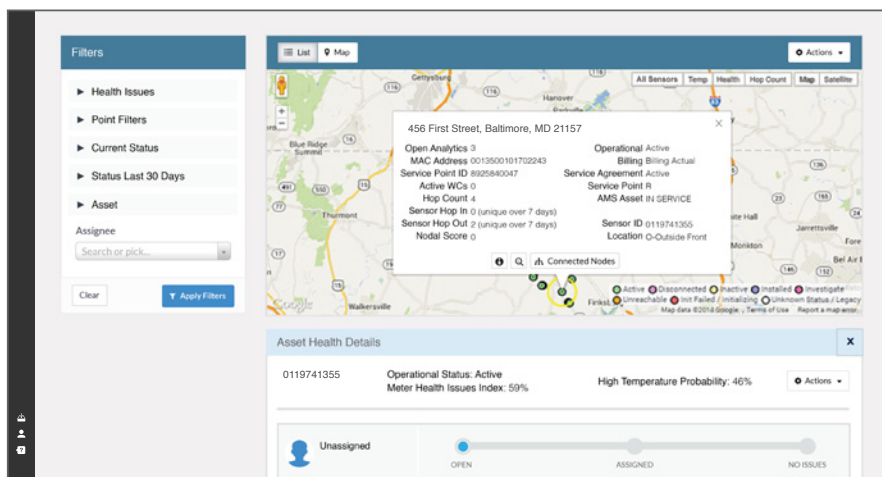 Filters
Health Issues
Point Filters
Current Status
Status Last 30 Days
Asset
Assignee
Search or pick...
Clear
Apply Filters
List
Map
Actions
All Sensors Temp Health Hop Count Map Satellite
Gettysburg
Hanover
Blue Ridge
Summit
Thurmont
Walkersville
456 First Street, Baltimore, MD 21157
Open Analytics 3
MAC Address 0013500101702243
Service Point ID 8925840047
Active WCs 0
Hop Count 4
Sensor Hop In 0 (unique over 7 days)
Sensor Hop Out 2 (unique over 7 days)
Nodal Score 0
Operational Active
Billing Billing Actual
Service Agreement Active
Service Point R
AMS Asset IN SERVICE
Sensor ID 0119741355
Location O-Outside Front
Connected Nodes
Jarrettsville
Monkton
Bel Air
Finksb
Active Disconnected Inactive Installed Investigate
Unreachable Init Failed / Initializing Unknown Status / Legacy
Google
Map data ©2016 Google Terms of Use Report a map error
Asset Health Details
X
0119741355
Operational Status: Active
Meter Health Issues Index: 59%
High Temperature Probability: 46%
Actions
Unassigned
OPEN
ASSIGNED
NO ISSUES